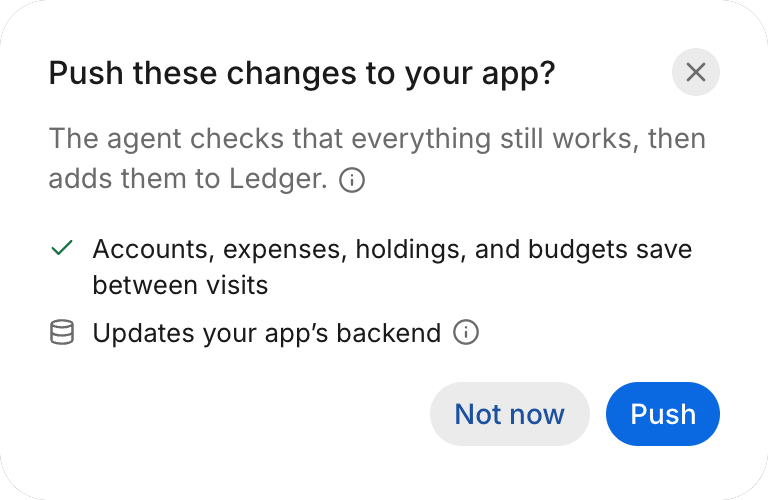 Push these changes to your app?
The agent checks that everything still works, then
adds them to Ledger.
Accounts, expenses, holdings, and budgets save
between visits
Updates your app’s backend
Not now
Push